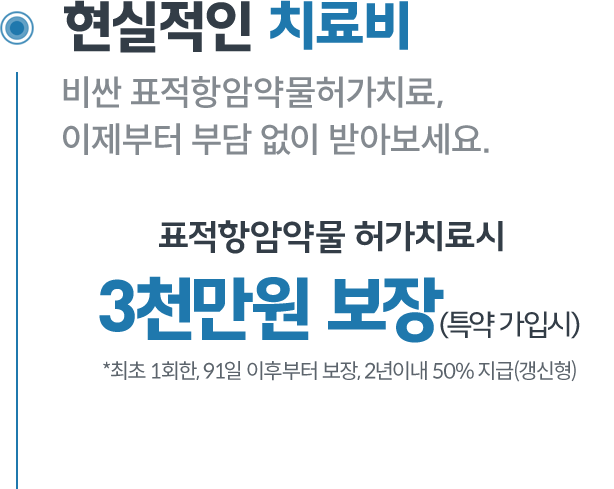 현실적인 치료비
비싼 표적항암약물허가치료,
이제부터 부담 없이 받아보세요.
표적항암약물 허가치료시
3천만원 보장(특약 가입시)
*최초 1회한, 91일 이후부터 보장, 2년이내 50% 지급(갱신형)